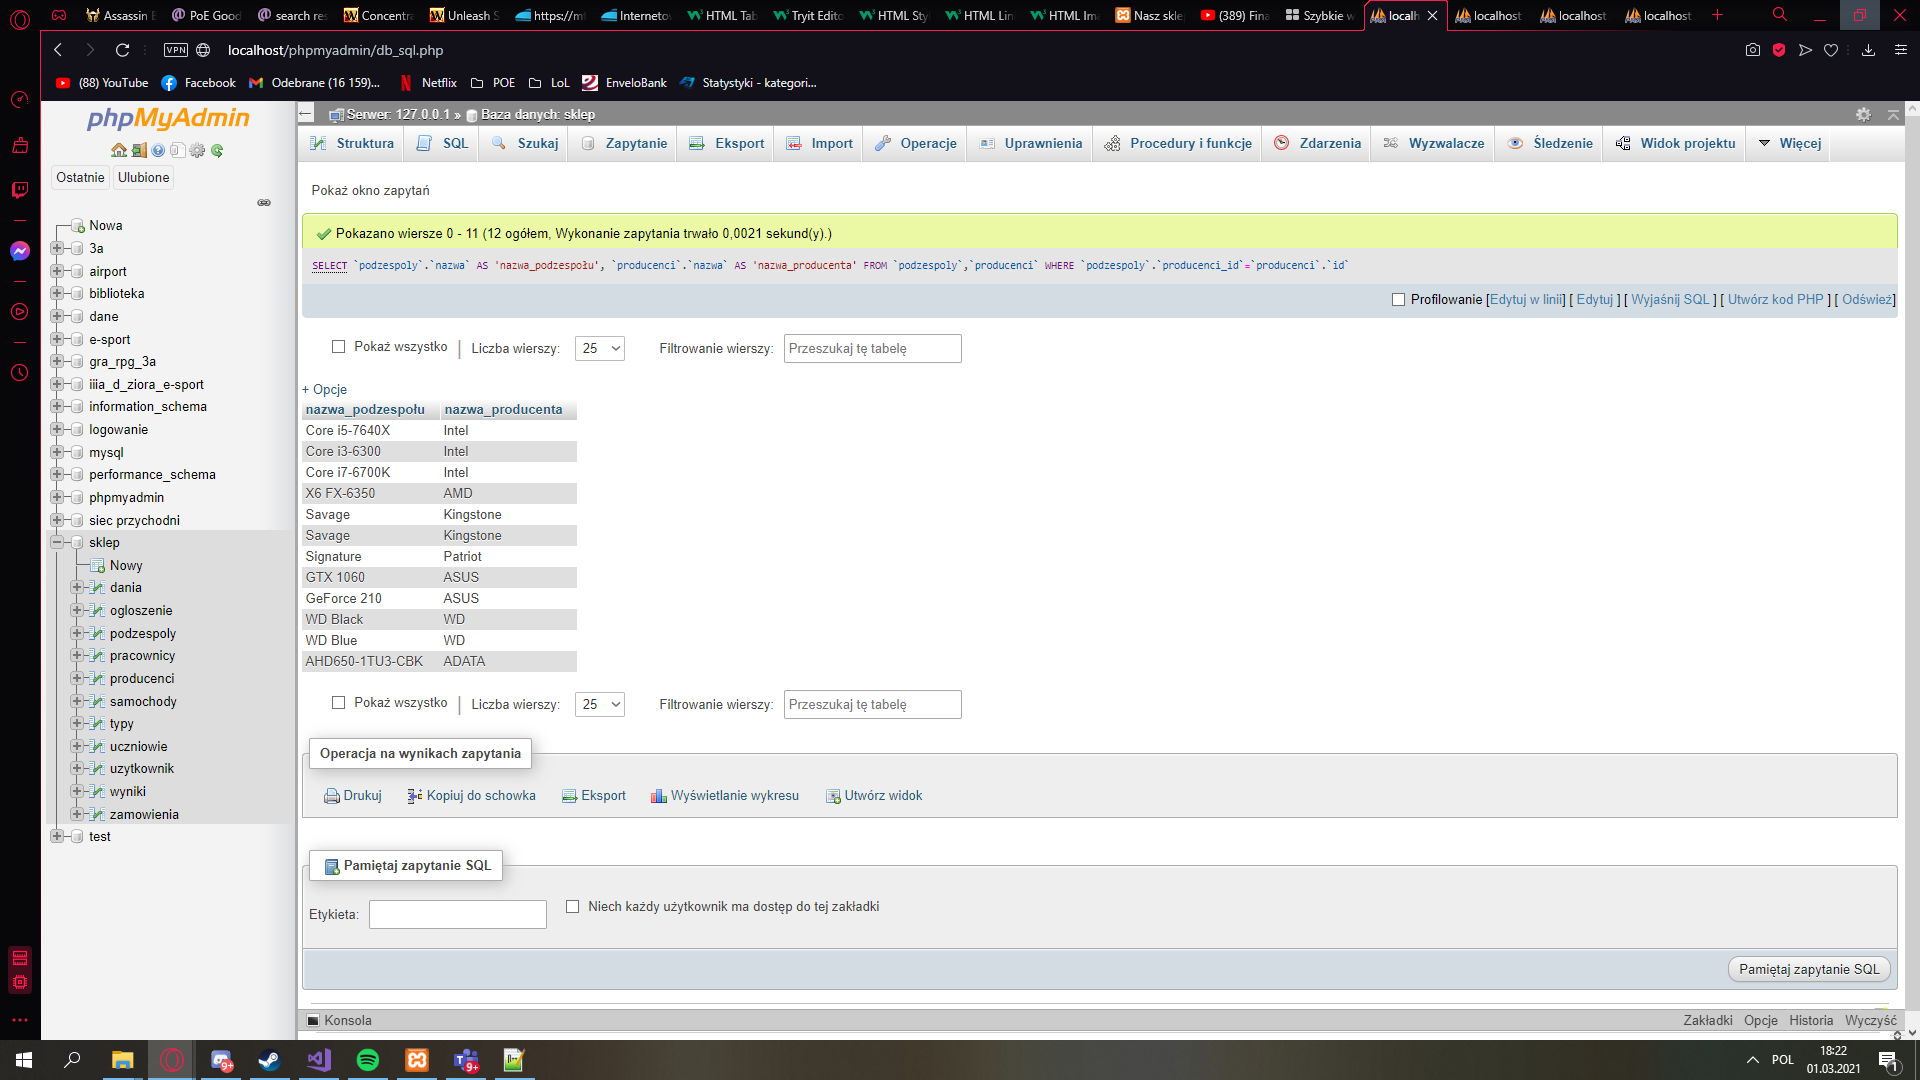 Assassin
PoE Good
search re
Concentr
Unleash S
https://m
Interneto
HTML Tab
Tryit Edito
HTML Sty
HTML Lin
HTML Im
Nasz skle
(389) Fina
Szybkie w
localh
localhost
localhost
localhost
VPN localhost/phpmyadmin/db_sql.php
(88) YouTube Facebook Odebrane (16 159)... Netflix POE LoL EnveloBank Statystyki - kategori...
phpMyAdmin
Ostatnie Ulubione
Nowa
3a
airport
biblioteka
dane
e-sport
gra_rpg_3a
iiia_d_ziora_e-sport
information_schema
logowanie
mysql
performance_schema
phpmyadmin
siec przychodni
sklep
Nowy
dania
ogloszenie
podzespoly
pracownicy
producenci
samochody
typy
uczniowie
uzytkownik
wyniki
zamowienia
test
Serwer: 127.0.0.1 » Baza danych: sklep
Struktura SQL Szukaj Zapytanie Eksport Import Operacje Uprawnienia Procedury i funkcje Zdarzenia Wyzwalacze Śledzenie Widok projektu Więcej
Pokaż okno zapytań
Pokazano wiersze 0 - 11 (12 ogółem, Wykonanie zapytania trwało 0,0021 sekund(y).)
SELECT `podzespoly`.`nazwa` AS 'nazwa_podzespołu', `producenci`.`nazwa` AS 'nazwa_producenta' FROM `podzespoly`,`producenci` WHERE `podzespoly`.`producenci_id`=`producenci`.`id`
Profilowanie [Edytuj w linii] [ Edytuj ] [ Wyjaśnij SQL ] [ Utwórz kod PHP ] [ Odśwież]
Pokaż wszystko | Liczba wierszy: 25 Filtrowanie wierszy: Przeszukaj tę tabelę
+ Opcje
nazwa_podzespołu nazwa_producenta
Core i5-7640X Intel
Core i3-6300 Intel
Core i7-6700K Intel
X6 FX-6350 AMD
Savage Kingstone
Savage Kingstone
Signature Patriot
GTX 1060 ASUS
GeForce 210 ASUS
WD Black WD
WD Blue WD
AHD650-1TU3-CBK ADATA
Pokaż wszystko | Liczba wierszy: 25 Filtrowanie wierszy: Przeszukaj tę tabelę
Operacja na wynikach zapytania
Drukuj Kopiuj do schowka Eksport Wyświetlanie wykresu Utwórz widok
Pamiętaj zapytanie SQL
Etykieta: Niech każdy użytkownik ma dostęp do tej zakładki
Pamiętaj zapytanie SQL
Konsola Zakładki Opcje Historia Wyczyść
9+
9+
POL
18:22
01.03.2021
1